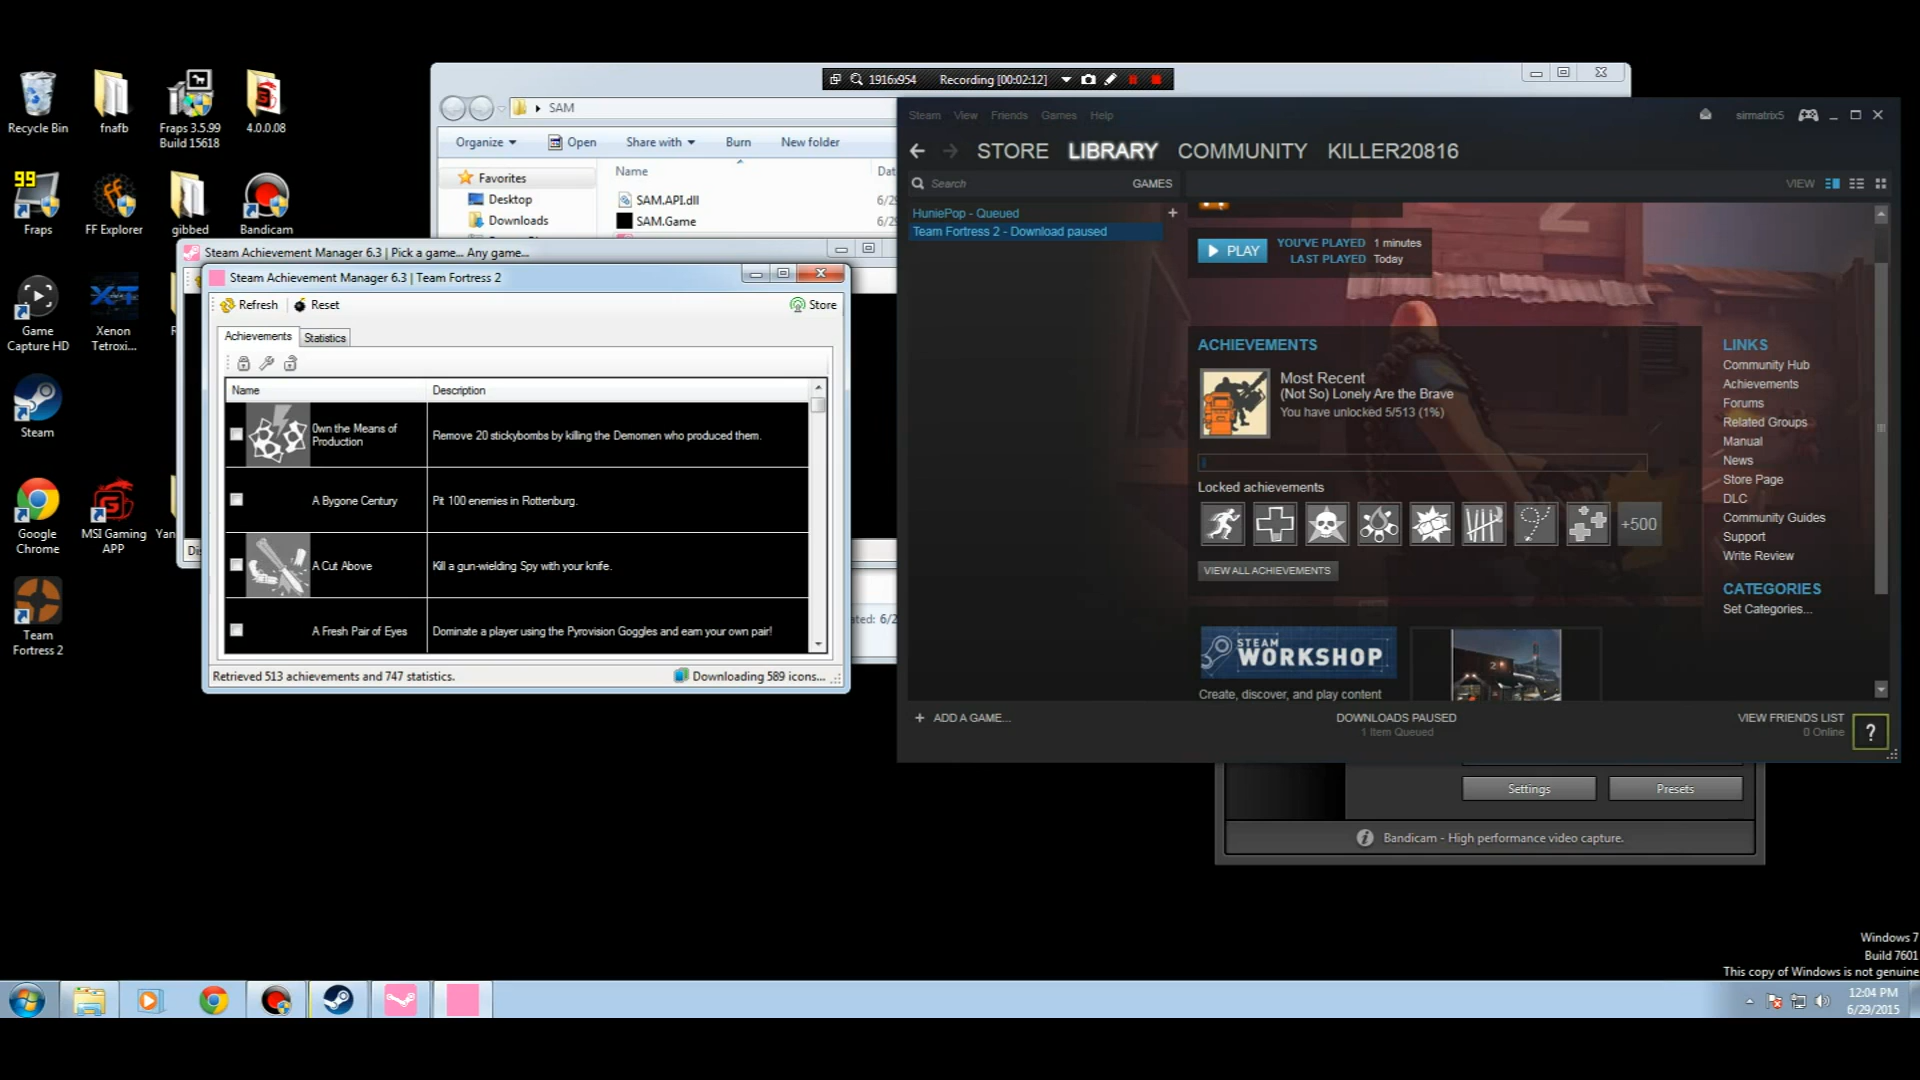 Recycle Bin
fnafb
Fraps 3.5.99
Build 15618
4.0.0.08
99
Fraps
FF Explorer
gibbed
Bandicam
Game
Capture HD
Xenon
Tetroxi...
Steam
Google
Chrome
MSI Gaming
APP
Yan
Team
Fortress 2
1916x954
Recording [00:02:12]
SAM
Organize
Open
Share with
Burn
New folder
Favorites
Desktop
Downloads
Name
Dat
SAM.API.dll
6/29
SAM.Game
6/29
Steam Achievement Manager 6.3 | Pick a game... Any game...
Steam Achievement Manager 6.3 | Team Fortress 2
Refresh
Reset
Store
Achievements
Statistics
Name
Description
0wn the Means of
Production
Remove 20 stickybombs by killing the Demomen who produced them.
A Bygone Century
Pit 100 enemies in Rottenburg.
A Cut Above
Kill a gun-wielding Spy with your knife.
A Fresh Pair of Eyes
Dominate a player using the Pyrovision Goggles and earn your own pair!
Retrieved 513 achievements and 747 statistics.
Downloading 589 icons...
Steam
View
Friends
Games
Help
sirmatrix5
STORE
LIBRARY
COMMUNITY
KILLER20816
Search
GAMES
VIEW
HuniePop - Queued
Team Fortress 2 - Download paused
PLAY
YOU'VE PLAYED 1 minutes
LAST PLAYED Today
ACHIEVEMENTS
Most Recent
(Not So) Lonely Are the Brave
You have unlocked 5/513 (1%)
Locked achievements
+500
VIEW ALL ACHIEVEMENTS
STEAM
WORKSHOP
Create, discover, and play content
LINKS
Community Hub
Achievements
Forums
Related Groups
Manual
News
Store Page
DLC
Community Guides
Support
Write Review
CATEGORIES
Set Categories...
ADD A GAME...
DOWNLOADS PAUSED
1 Item Queued
VIEW FRIENDS LIST
0 Online
?
Settings
Presets
Bandicam - High performance video capture.
Windows 7
Build 7601
This copy of Windows is not genuine
12:04 PM
6/29/2015